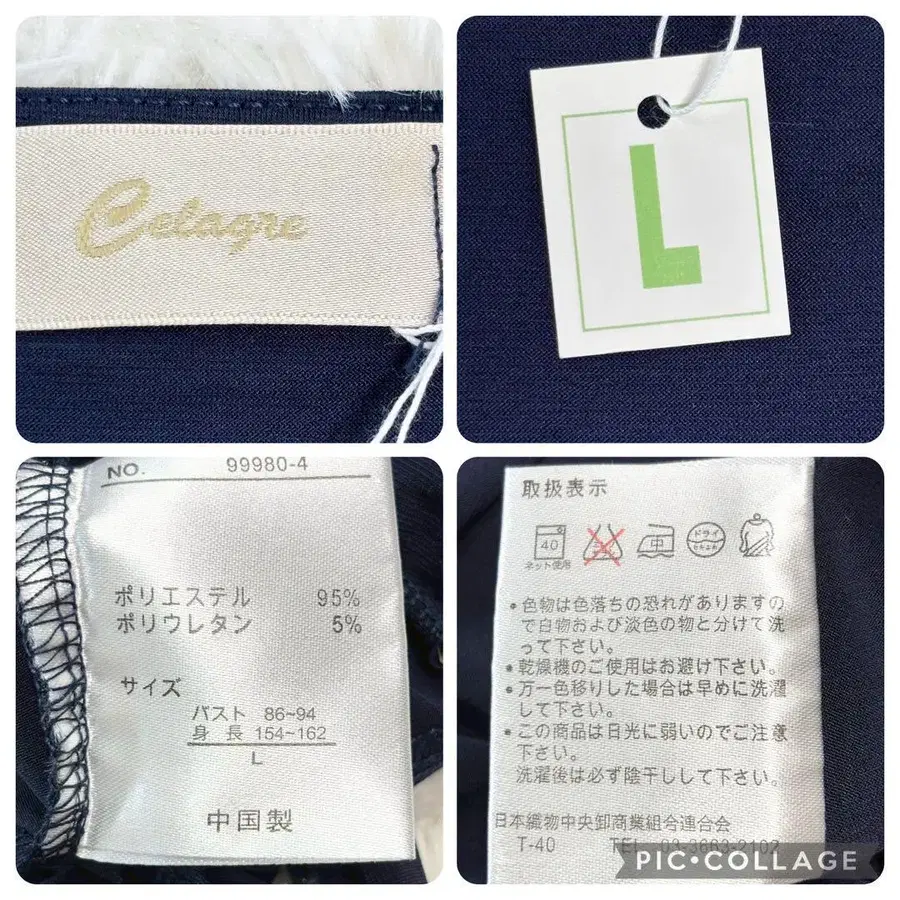 Celagre
L
NO. 99980-4
ポリエステル 95%
ポリウレタン 5%
サイズ
バスト 86~94
身長 154~162
L
中国製
取扱表示
40
ネット使用
中
ドライ
セキユ系
・色物は色落ちの恐れがありますの
で白物および淡色の物と分けて洗
って下さい。
・乾燥機のご使用はお避け下さい。
・万一色移りした場合は早めに洗濯
して下さい。
・この商品は日光に弱いのでご注意
下さい。
洗濯後は必ず陰干しして下さい。
日本織物中央卸商業組合連合会
T-40 TEL 03-3663-2102
PIC•COLLAGE